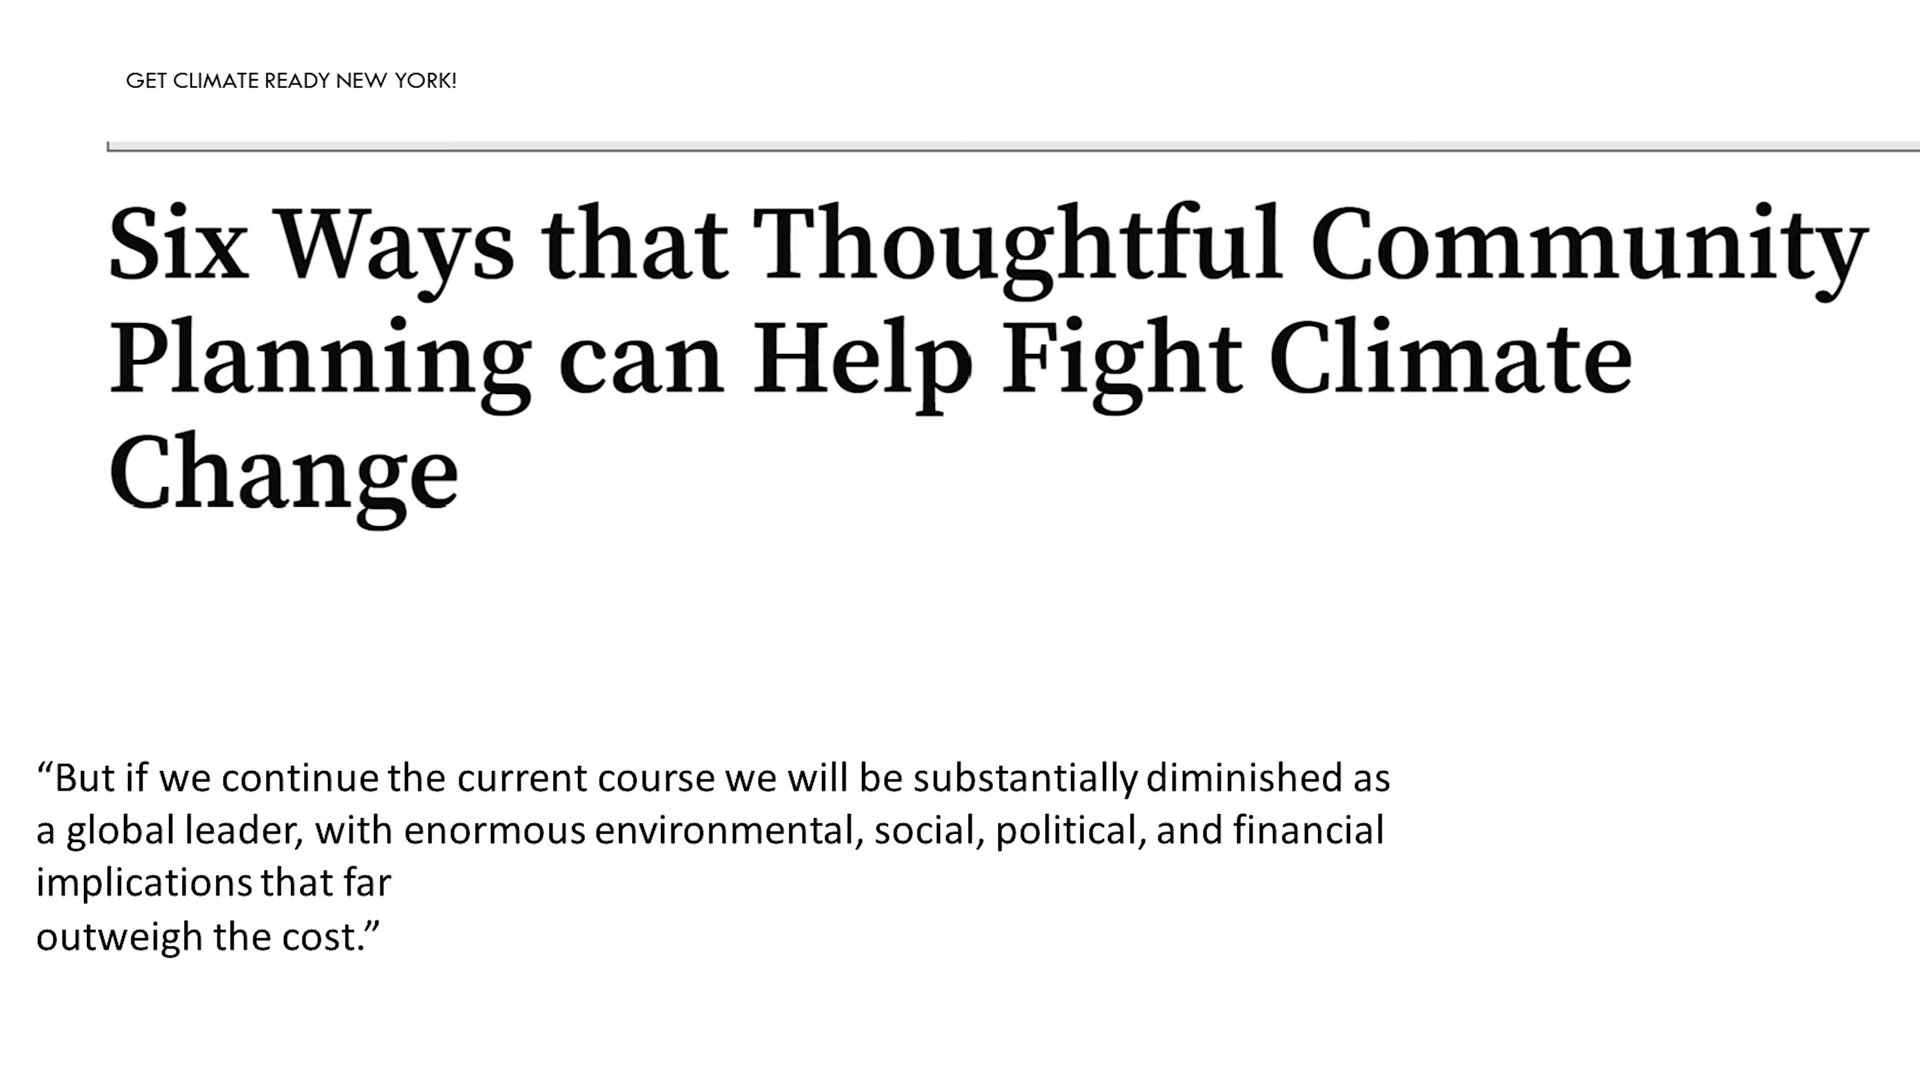 GET CLIMATE READY NEW YORK!
Six Ways that Thoughtful Community
Planning can Help Fight Climate
Change
“But if we continue the current course we will be substantially diminished as
a global leader, with enormous environmental, social, political, and financial
implications that far
outweigh the cost.”